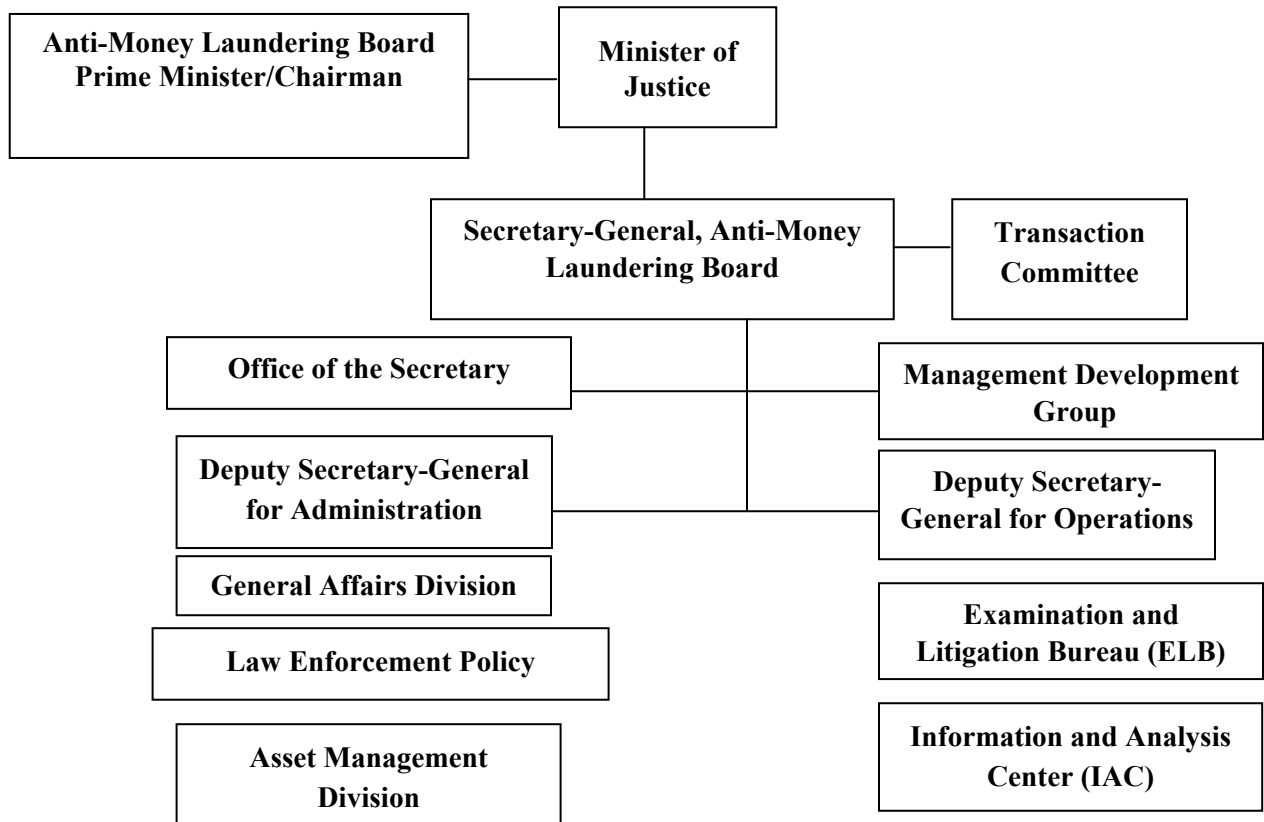 Anti-Money Laundering Board
Prime Minister/Chairman
Minister of
Justice
Secretary-General, Anti-Money
Laundering Board
Transaction
Committee
Office of the Secretary
Management Development
Group
Deputy Secretary-General
for Administration
Deputy Secretary-
General for Operations
General Affairs Division
Examination and
Litigation Bureau (ELB)
Law Enforcement Policy
Information and Analysis
Center (IAC)
Asset Management
Division